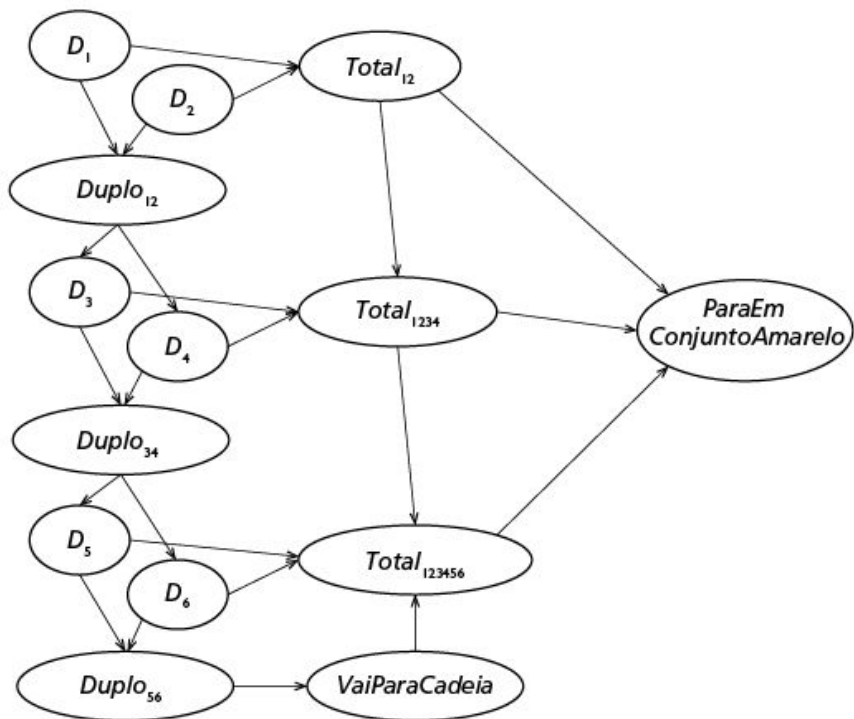 D₁
Total₁₂
D₂
Duplo₁₂
D₃
Total₁₂₃₄
ParaEm
ConjuntoAmarelo
D₄
Duplo₃₄
D₅
Total₁₂₃₄₅₆
D₆
Duplo₅₆
VaiParaCadeia